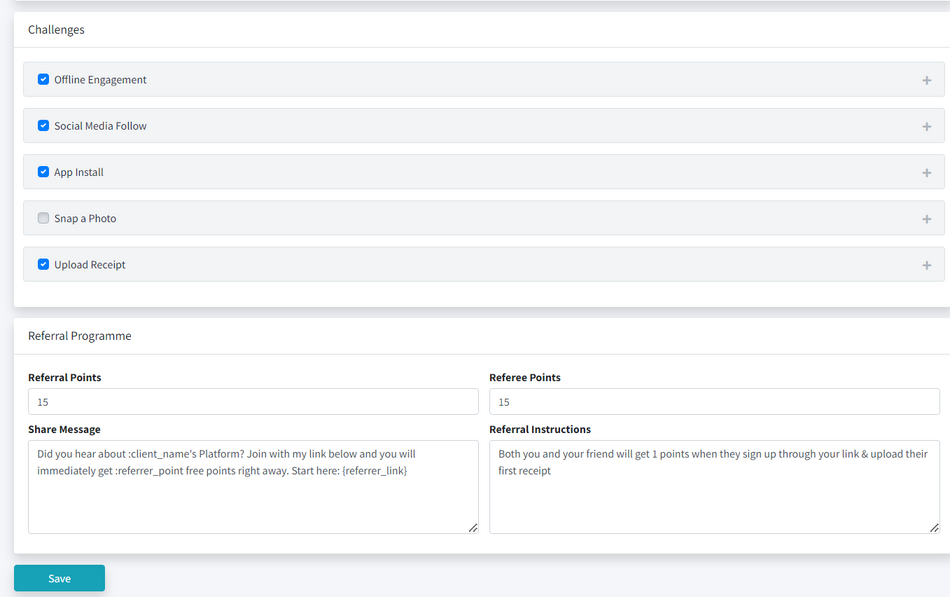 Challenges
Offline Engagement
Social Media Follow
App Install
Snap a Photo
Upload Receipt
Referral Programme
Referral Points
Referee Points
15
15
Share Message
Referral Instructions
Did you hear about :client_name's Platform? Join with my link below and you will
immediately get :referrer_point free points right away. Start here: {referrer_link}
Both you and your friend will get 1 points when they sign up through your link & upload their
first receipt
Save